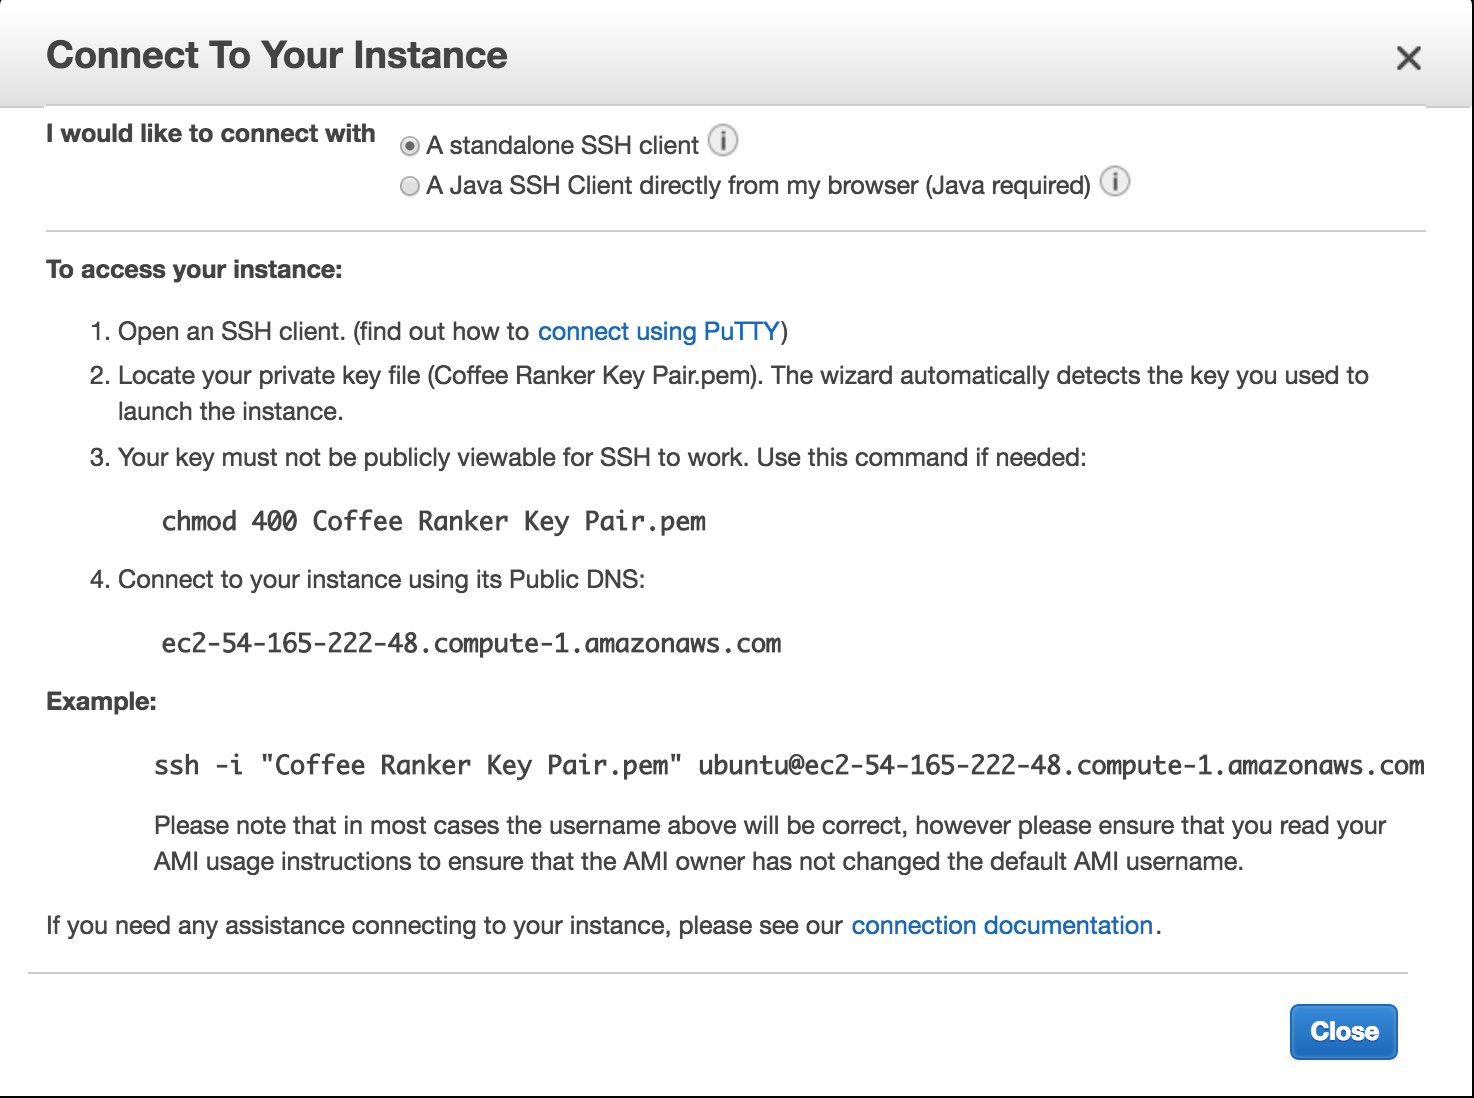 Connect To Your Instance
I would like to connect with
A standalone SSH client
A Java SSH Client directly from my browser (Java required)
To access your instance:
1. Open an SSH client. (find out how to connect using PuTTY)
2. Locate your private key file (Coffee Ranker Key Pair.pem). The wizard automatically detects the key you used to
launch the instance.
3. Your key must not be publicly viewable for SSH to work. Use this command if needed:
chmod 400 Coffee Ranker Key Pair.pem
4. Connect to your instance using its Public DNS:
ec2-54-165-222-48.compute-1.amazonaws.com
Example:
ssh -i "Coffee Ranker Key Pair.pem" ubuntu@ec2-54-165-222-48.compute-1.amazonaws.com
Please note that in most cases the username above will be correct, however please ensure that you read your
AMI usage instructions to ensure that the AMI owner has not changed the default AMI username.
If you need any assistance connecting to your instance, please see our connection documentation.
Close